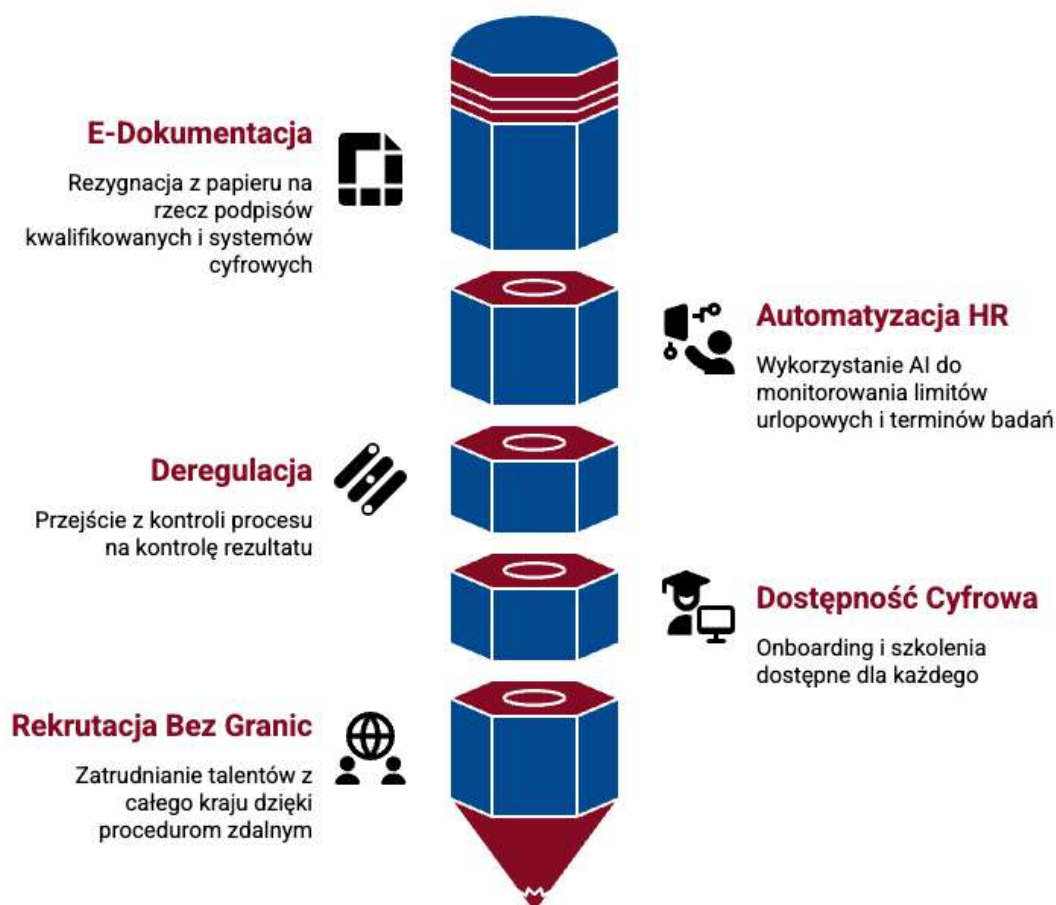 E-Dokumentacja
Rezygnacja z papieru na
rzecz podpisów
kwalifikowanych i systemów
cyfrowych
Automatyzacja HR
Wykorzystanie AI do
monitorowania limitów
urlopowych i terminów badań
Deregulacja
Przejście z kontroli procesu
na kontrolę rezultatu
Dostępność Cyfrowa
Onboarding i szkolenia
dostępne dla każdego
Rekrutacja Bez Granic
Zatrudnianie talentów z
całego kraju dzięki
procedurom zdalnym